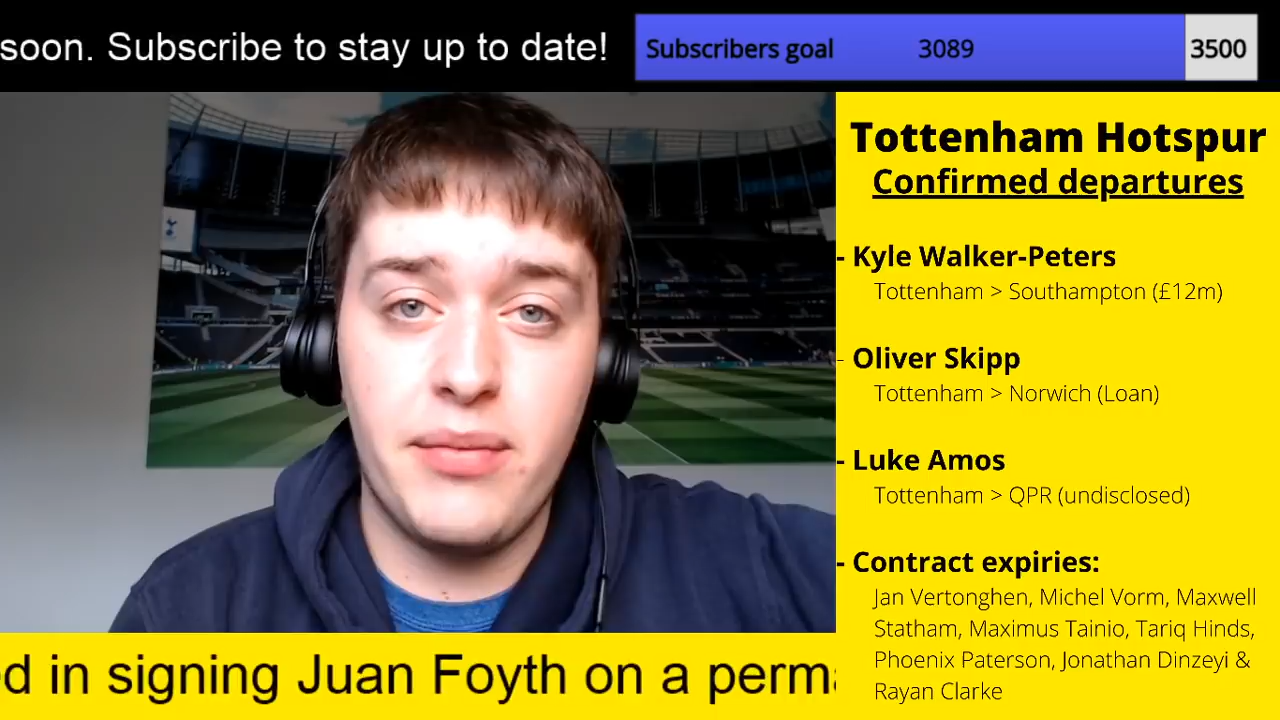 soon. Subscribe to stay up to date!
Subscribers goal 3089 3500
Tottenham Hotspur
Confirmed departures
- Kyle Walker-Peters
Tottenham > Southampton (£12m)
- Oliver Skipp
Tottenham > Norwich (Loan)
- Luke Amos
Tottenham > QPR (undisclosed)
- Contract expiries:
Jan Vertonghen, Michel Vorm, Maxwell
Statham, Maximus Tainio, Tariq Hinds,
Phoenix Paterson, Jonathan Dinzeyi &
Rayan Clarke
d in signing Juan Foyth on a perma